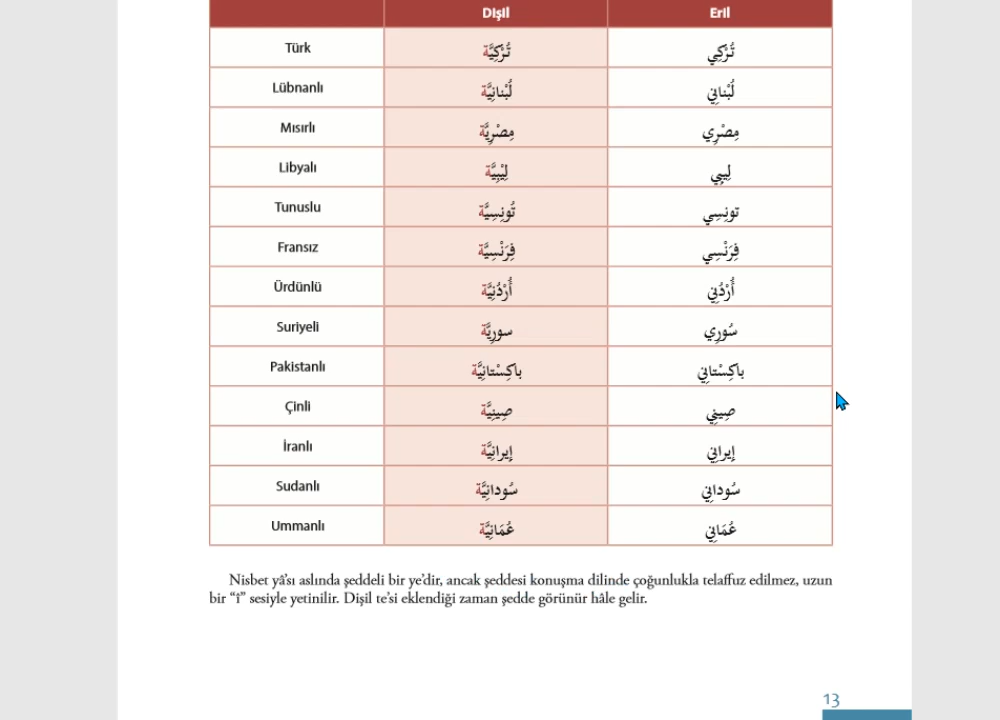 Dişil Eril
Türk تُرْكِيَّة تُرْكِي
Lübnanlı لُبْنانِيَّة لُبْنانِي
Mısırlı مِصْرِيَّة مِصْرِي
Libyalı لِيْبِيَّة لِيبِي
Tunuslu تُونِسِيَّة تونِسِي
Fransız فِرَنْسِيَّة فِرَنْسِي
Ürdünlü أُرْدُنِيَّة أُرْدُنِي
Suriyeli سورِيَّة سُورِي
Pakistanlı باكِسْتانِيَّة باكِسْتانِي
Çinli صِينِيَّة صِينِي
İranlı إيرانِيَّة إيرانِي
Sudanlı سُودانِيَّة سُودانِي
Ummanlı عُمَانِيَّة عُمَانِي
Nisbet yâ'sı aslında şeddeli bir ye'dir, ancak şeddesi konuşma dilinde çoğunlukla telaffuz edilmez, uzun
bir “î” sesiyle yetinilir. Dişil te'si eklendiği zaman şedde görünür hâle gelir.
13